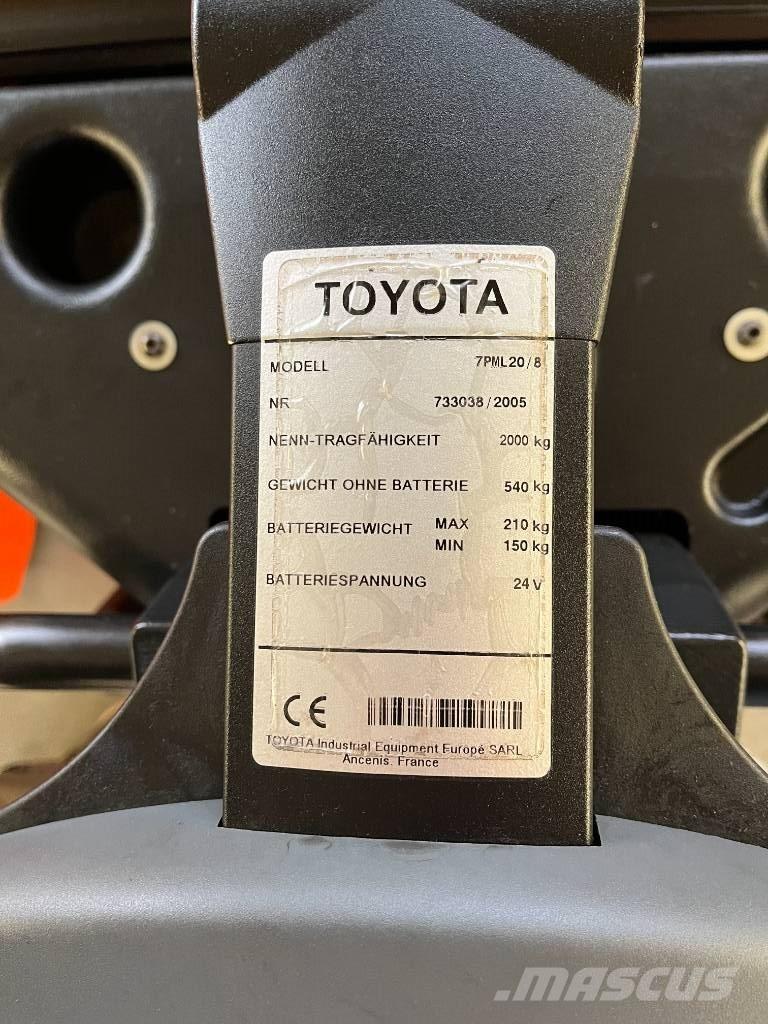 TOYOTA
MODELL 7PML20/8
NR 733038/2005
NENN-TRAGFÄHIGKEIT 2000 kg
GEWICHT OHNE BATTERIE 540 kg
BATTERIEGEWICHT MAX 210 kg
MIN 150 kg
BATTERIESPANNUNG 24 V
CE
TOYOTA Industrial Equipment Europé SARL
Ancenis, France
MASCUS